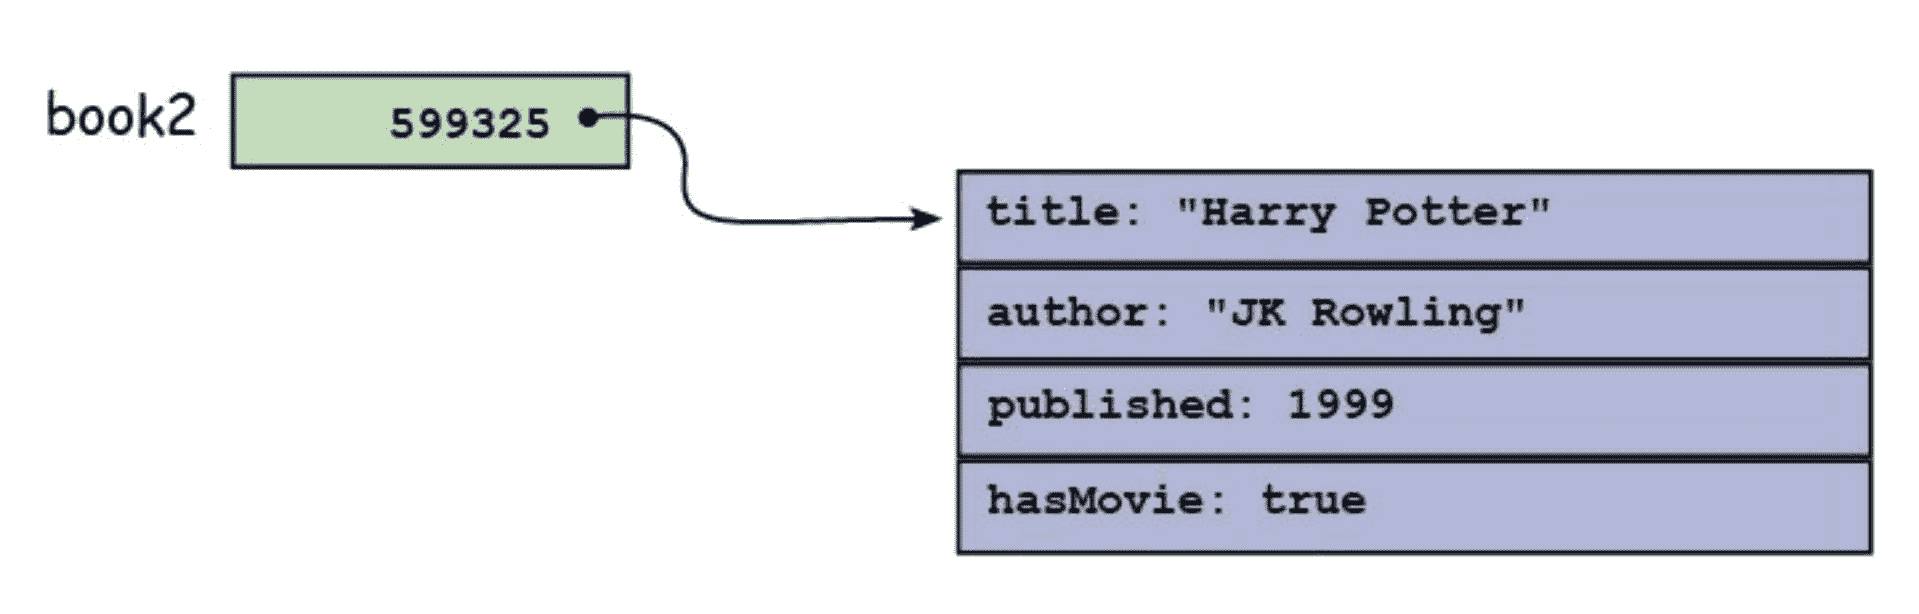 book2
599325
title: "Harry Potter"
author: "JK Rowling"
published: 1999
hasMovie: true